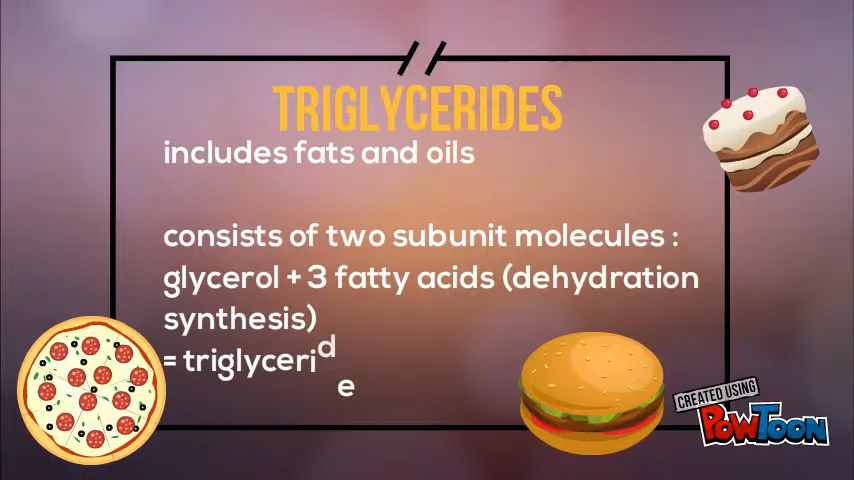 TRIGLYCERIDES
includes fats and oils
consists of two subunit molecules :
glycerol + 3 fatty acids (dehydration
synthesis)
= triglyceride
CREATED USING
POWTOON